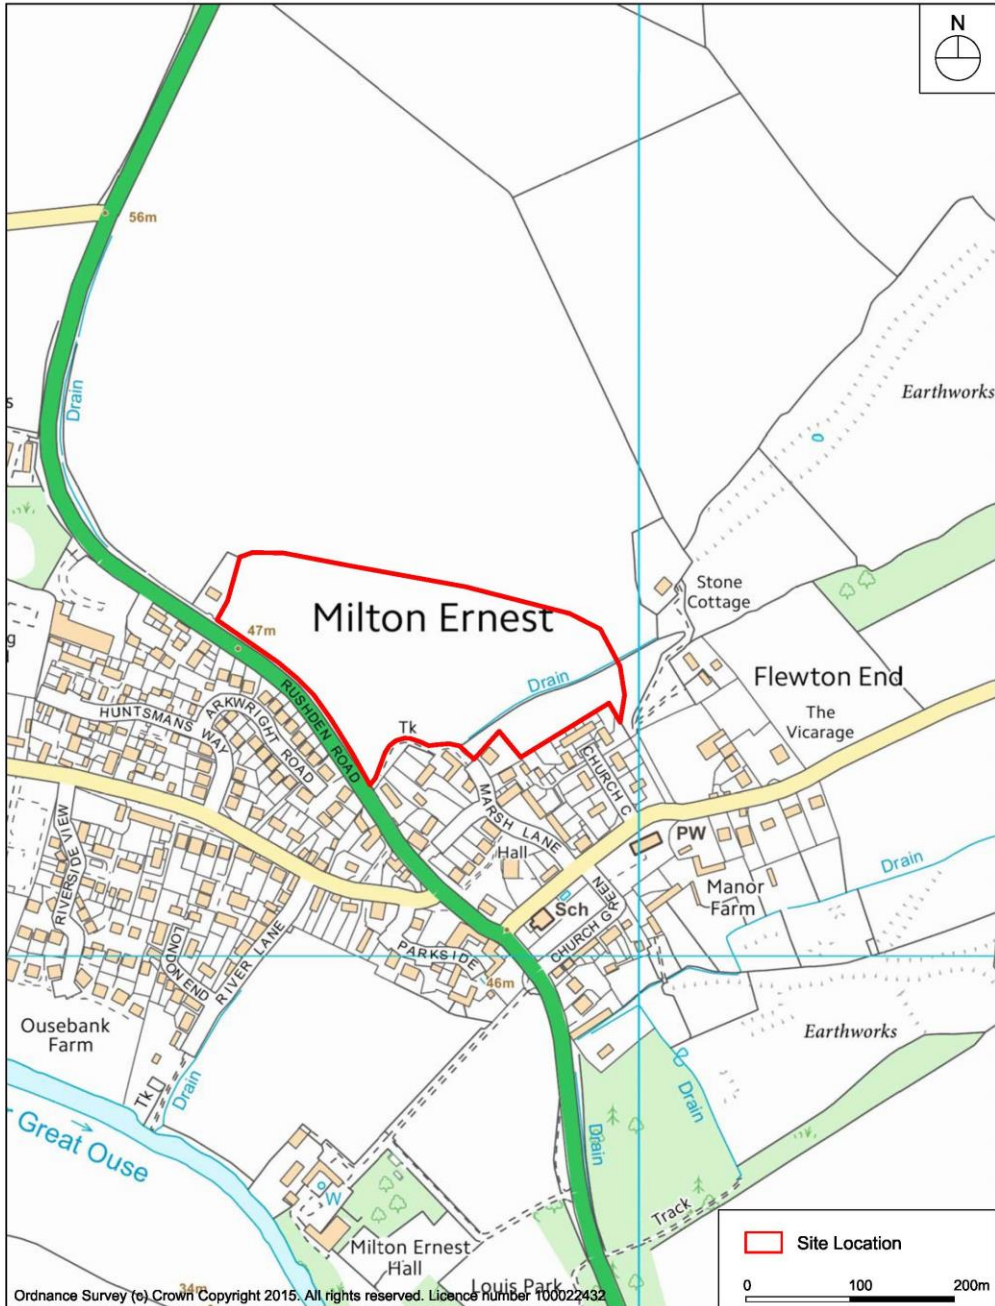 N
56m
Drain
Earthworks
s
Stone
Cottage
Milton Ernest
47m
Drain
Flewton End
The
Vicarage
g
HUNTSMANS WAY
ARKWRIGHT ROAD
RUSHDEN ROAD
Tk
CHURCH C
MARSH LANE
Hall
PW
Drain
RIVERSIDE VIEW
Sch
CHURCH GREEN
Manor
Farm
LONDON END
RIVER LANE
PARKSIDE
46m
Ousebank
Farm
Earthworks
Tk
Drain
Great Ouse
Drain
Drain
W
Track
Milton Ernest
Hall
Louis Park
34m
Site Location
0 100 200m
Ordnance Survey (c) Crown Copyright 2015. All rights reserved. Licence number 100022432